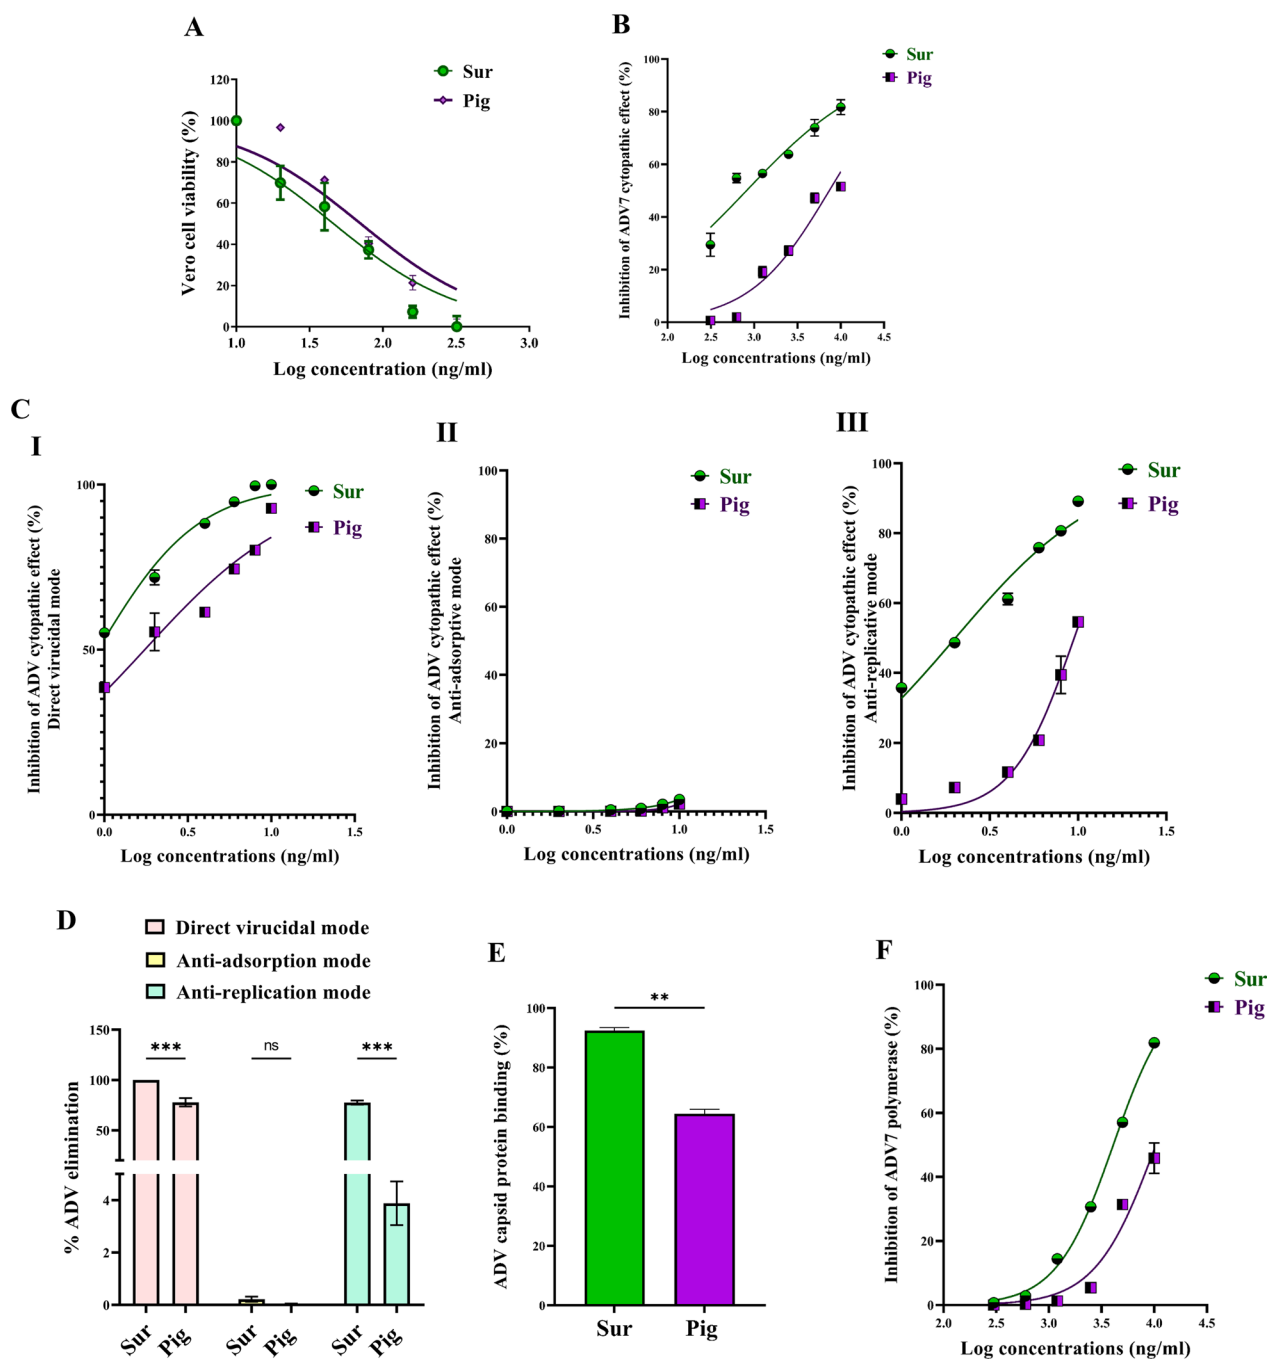 A
Sur
Pig
Vero cell viability (%)
120
100
80
60
40
20
0
1.0 1.5 2.0 2.5 3.0
Log concentration (ng/ml)
B
Sur
Pig
Inhibition of ADV7 cytopathic effect (%)
100
80
60
40
20
0
2.0 2.5 3.0 3.5 4.0 4.5
Log concentrations (ng/ml)
C
I
Sur
Pig
Inhibition of ADV cytopathic effect (%)
Direct virucidal mode
100
50
0
0.0 0.5 1.0 1.5
Log concentrations (ng/ml)
II
Sur
Pig
Inhibition of ADV cytopathic effect (%)
Anti-adsorptive mode
100
80
60
40
20
0
0.0 0.5 1.0 1.5
Log concentrations (ng/ml)
III
Sur
Pig
Inhibition of ADV cytopathic effect (%)
Anti-replicative mode
100
80
60
40
20
0
0.0 0.5 1.0 1.5
Log concentrations (ng/ml)
D
Direct virucidal mode
Anti-adsorption mode
Anti-replication mode
% ADV elimination
150
100
50
4
2
0
*** ns ***
Sur Pig Sur Pig Sur Pig
E
ADV capsid protein binding (%)
100
80
60
40
20
0
**
Sur Pig
F
Sur
Pig
Inhibition of ADV7 polymerase (%)
100
80
60
40
20
0
2.0 2.5 3.0 3.5 4.0 4.5
Log concentrations (ng/ml)